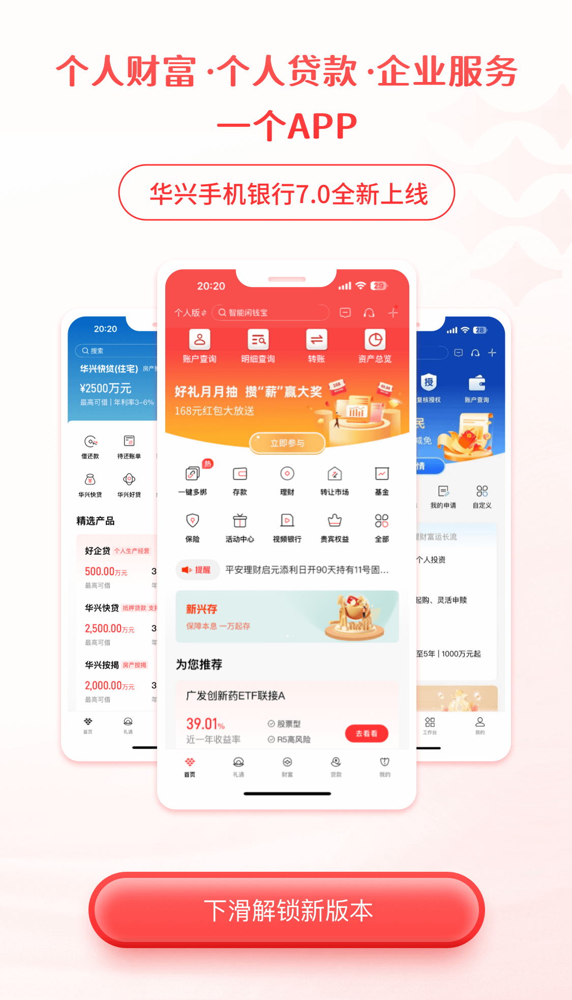 个人财富·个人贷款·企业服务
一个APP
华兴手机银行7.0全新上线
20:20
29
个人版
智能闲钱宝
账户查询 明细查询 转账 资产总览
好礼月月抽 攒“薪”赢大奖
168元红包大放送
168
88.88
立即参与
热
一键多绑 存款 理财 转让市场 基金
保险 活动中心 视频银行 贵宾权益 全部
提醒 平安理财启元添利日开90天持有11号固...
新兴存
保障本息 一万起存
为您推荐
广发创新药ETF联接A
39.01%
近一年收益率
股票型
R5高风险
去看看
首页 礼遇 财富 贷款 我的
20:20
搜索
华兴快贷(住宅) 房产
¥2500万元
最高可借 | 年利率3-6%
借还款 待还账单
华兴快贷 华兴好贷
精选产品
好企贷 个人生产经营
500.00万元
3
最高可借
年
华兴快贷 抵押贷款 支
2,500.00万元
3
最高可借
年
华兴按揭 房产按揭
2,000.00万元
3
最高可借
年
首页 礼遇
28
授
复核授权 账户查询
民
减免
情
我的申请 自定义
理财富运长流
个人投资
起购、灵活申赎
至5年 | 1000万元起
工作台 我的
下滑解锁新版本